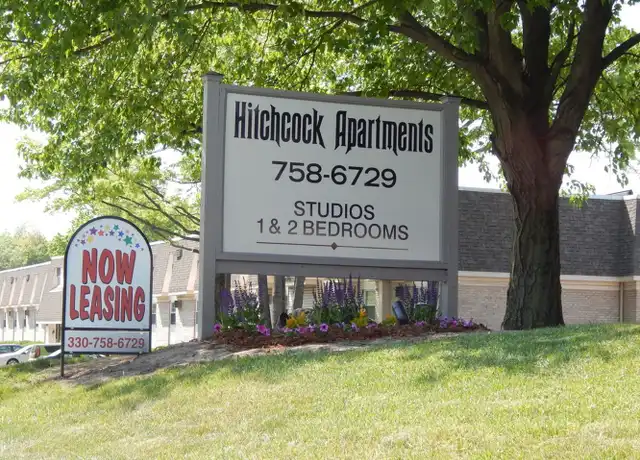 Hitchcock Apartments
758-6729
STUDIOS
1 & 2 BEDROOMS
NOW
LEASING
330-758-6729